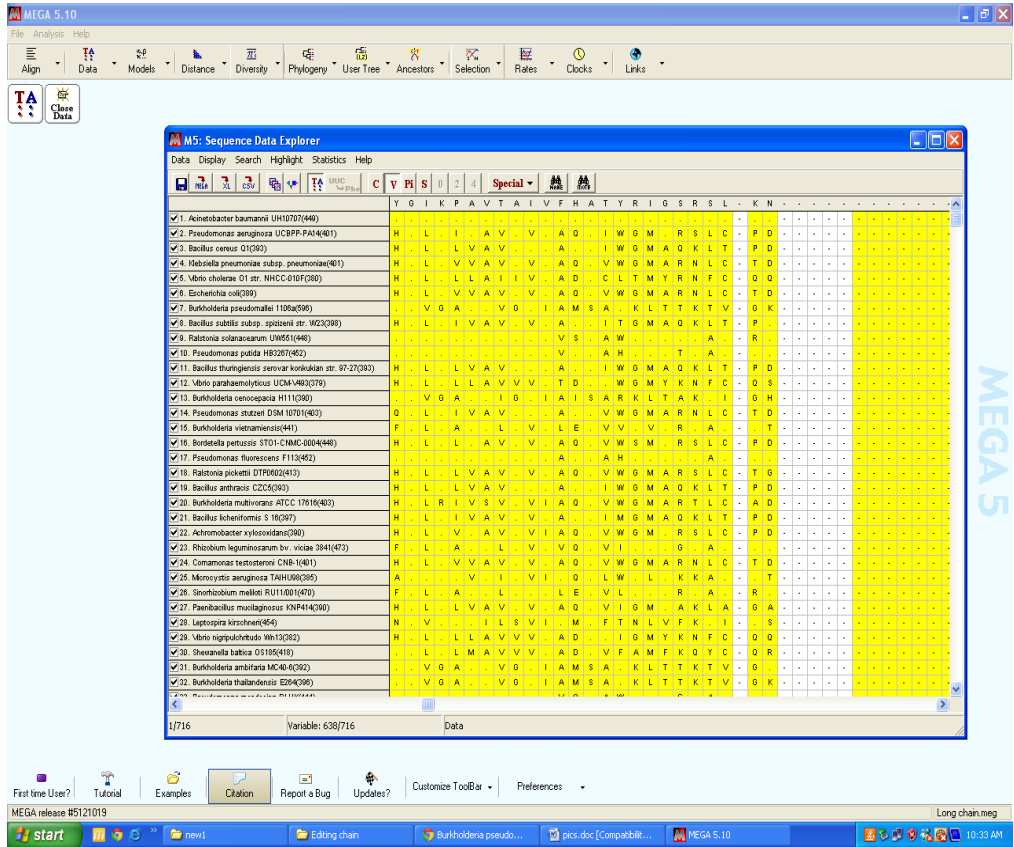 MEGA 5.10
File Analysis Help
Align Data Models Distance Diversity Phylogeny User Tree Ancestors Selection Rates Clocks Links
TA Close Data
M5: Sequence Data Explorer
Data Display Search Highlight Statistics Help
MEGA XL CSV TA UUC Phe C V Pi S 0 2 4 Special NAME MOTIF
Y G I K P A V T A I V F H A T Y R I G S R S L - K N - - - - - - - - - - - -
1. Acinetobacter baumannii UH10707(449) . . . . . . . . . . . . . . . . . . . . . . . . . .
2. Pseudomonas aeruginosa UCBPP-PA14(401) H . L . I . A V . V . A Q . I W G M . R S L C - P D
3. Bacillus cereus Q1(393) H . L . L V A V . . . A . . I W G M A Q K L T - P D
4. Klebsiella pneumoniae subsp. pneumoniae(401) H . L . V V A V . V . A Q . V W G M A R N L C - T D
5. Vibrio cholerae O1 str. NHCC-010F(380) H . L . L L A I I V . A D . C L T M Y R N F C - Q Q
6. Escherichia coli(389) H . L . V V A V . V . A Q . V W G M A R N L C - T D
7. Burkholderia pseudomallei 1106a(596) . . V G A . . V G . I A M S A . K L T T K T V - G K
8. Bacillus subtilis subsp. spizizenii str. W23(398) H . L . I V A V . V . A . . I T G M A Q K L T - P .
9. Ralstonia solanacearum UW551(448) . . . . . . . . . . . V S . A W . . . . . A . - R .
10. Pseudomonas putida HB3267(452) . . . . . . . . . . . V . . A H . . . T . A . - . .
11. Bacillus thuringiensis serovar konkukian str. 97-27(393) H . L . L V A V . . . A . . I W G M A Q K L T - P D
12. Vibrio parahaemolyticus UCM-V493(379) H . L . L L A V V V . T D . . W G M Y K N F C - Q S
13. Burkholderia cenocepacia H111(390) . . V G A . . I G . I A I S A R K L T A K . I - G H
14. Pseudomonas stutzeri DSM 10701(403) Q . L . I V A V . . . A . . V W G M A R N L C - T D
15. Burkholderia vietnamiensis(441) F . L . A . . L . V . L E . V V . V . R . A . - . T
16. Bordetella pertussis STO1-CNMC-0004(448) H . L . L . A V . V . A Q . V W S M . R S L C - P D
17. Pseudomonas fluorescens F113(452) . . . . . . . . . . . A . . A H . . . . . A . - . .
18. Ralstonia pickettii DTP0602(413) H . L . L V A V . V . A Q . V W G M A R S L C - T G
19. Bacillus anthracis CZC5(393) H . L . L V A V . . . A . . I W G M A Q K L T - P D
20. Burkholderia multivorans ATCC 17616(403) H . L R I V S V . V I A Q . V W G M A R T L C - A D
21. Bacillus licheniformis S 16(397) H . L . I V A V . V . A . . I M G M A Q K L T - P D
22. Achromobacter xylosoxidans(390) H . L . V . A V . V I A Q . V W G M . R S L C - P D
23. Rhizobium leguminosarum bv. viciae 3841(473) F . L . A . . L . V . V Q . V I . . . G . A . - . .
24. Comamonas testosteroni CNB-1(401) H . L . V V A V . V . A Q . V W G M A R N L C - T D
25. Microcystis aeruginosa TAIHU98(385) A . . . . V . I . V I . Q . L W . L . K K A . - . T
26. Sinorhizobium meliloti RU11/001(470) F . L . A . . L . . . L E . V L . . . R . A . - R .
27. Paenibacillus mucilaginosus KNP414(390) H . L . L V A V . V . A Q . V I G M . A K L A - G A
28. Leptospira kirschneri(454) N . V . . . I L S V I . M . F T N L V F K . I - . S
29. Vibrio nigripulchritudo Wn13(382) H . L . L L A V V V . A D . . I G M Y K N F C - Q Q
30. Shewanella baltica OS185(418) . . L . L M A V V V . A D . V F A M F K Q Y C - Q R
31. Burkholderia ambifaria MC40-6(392) . . V G A . . V G . I A M S A . K L T T K T V - G .
32. Burkholderia thailandensis E264(396) . . V G A . . V G . I A M S A . K L T T K T V - G K
1/716 Variable: 638/716 Data
MEGA 5
First time User? Tutorial Examples Citation Report a Bug Updates? Customize ToolBar Preferences
MEGA release #5121019 Long chain.meg
start new1 Editing chain Burkholderia pseudo... pics.doc [Compatibilit... MEGA 5.10 10:33 AM